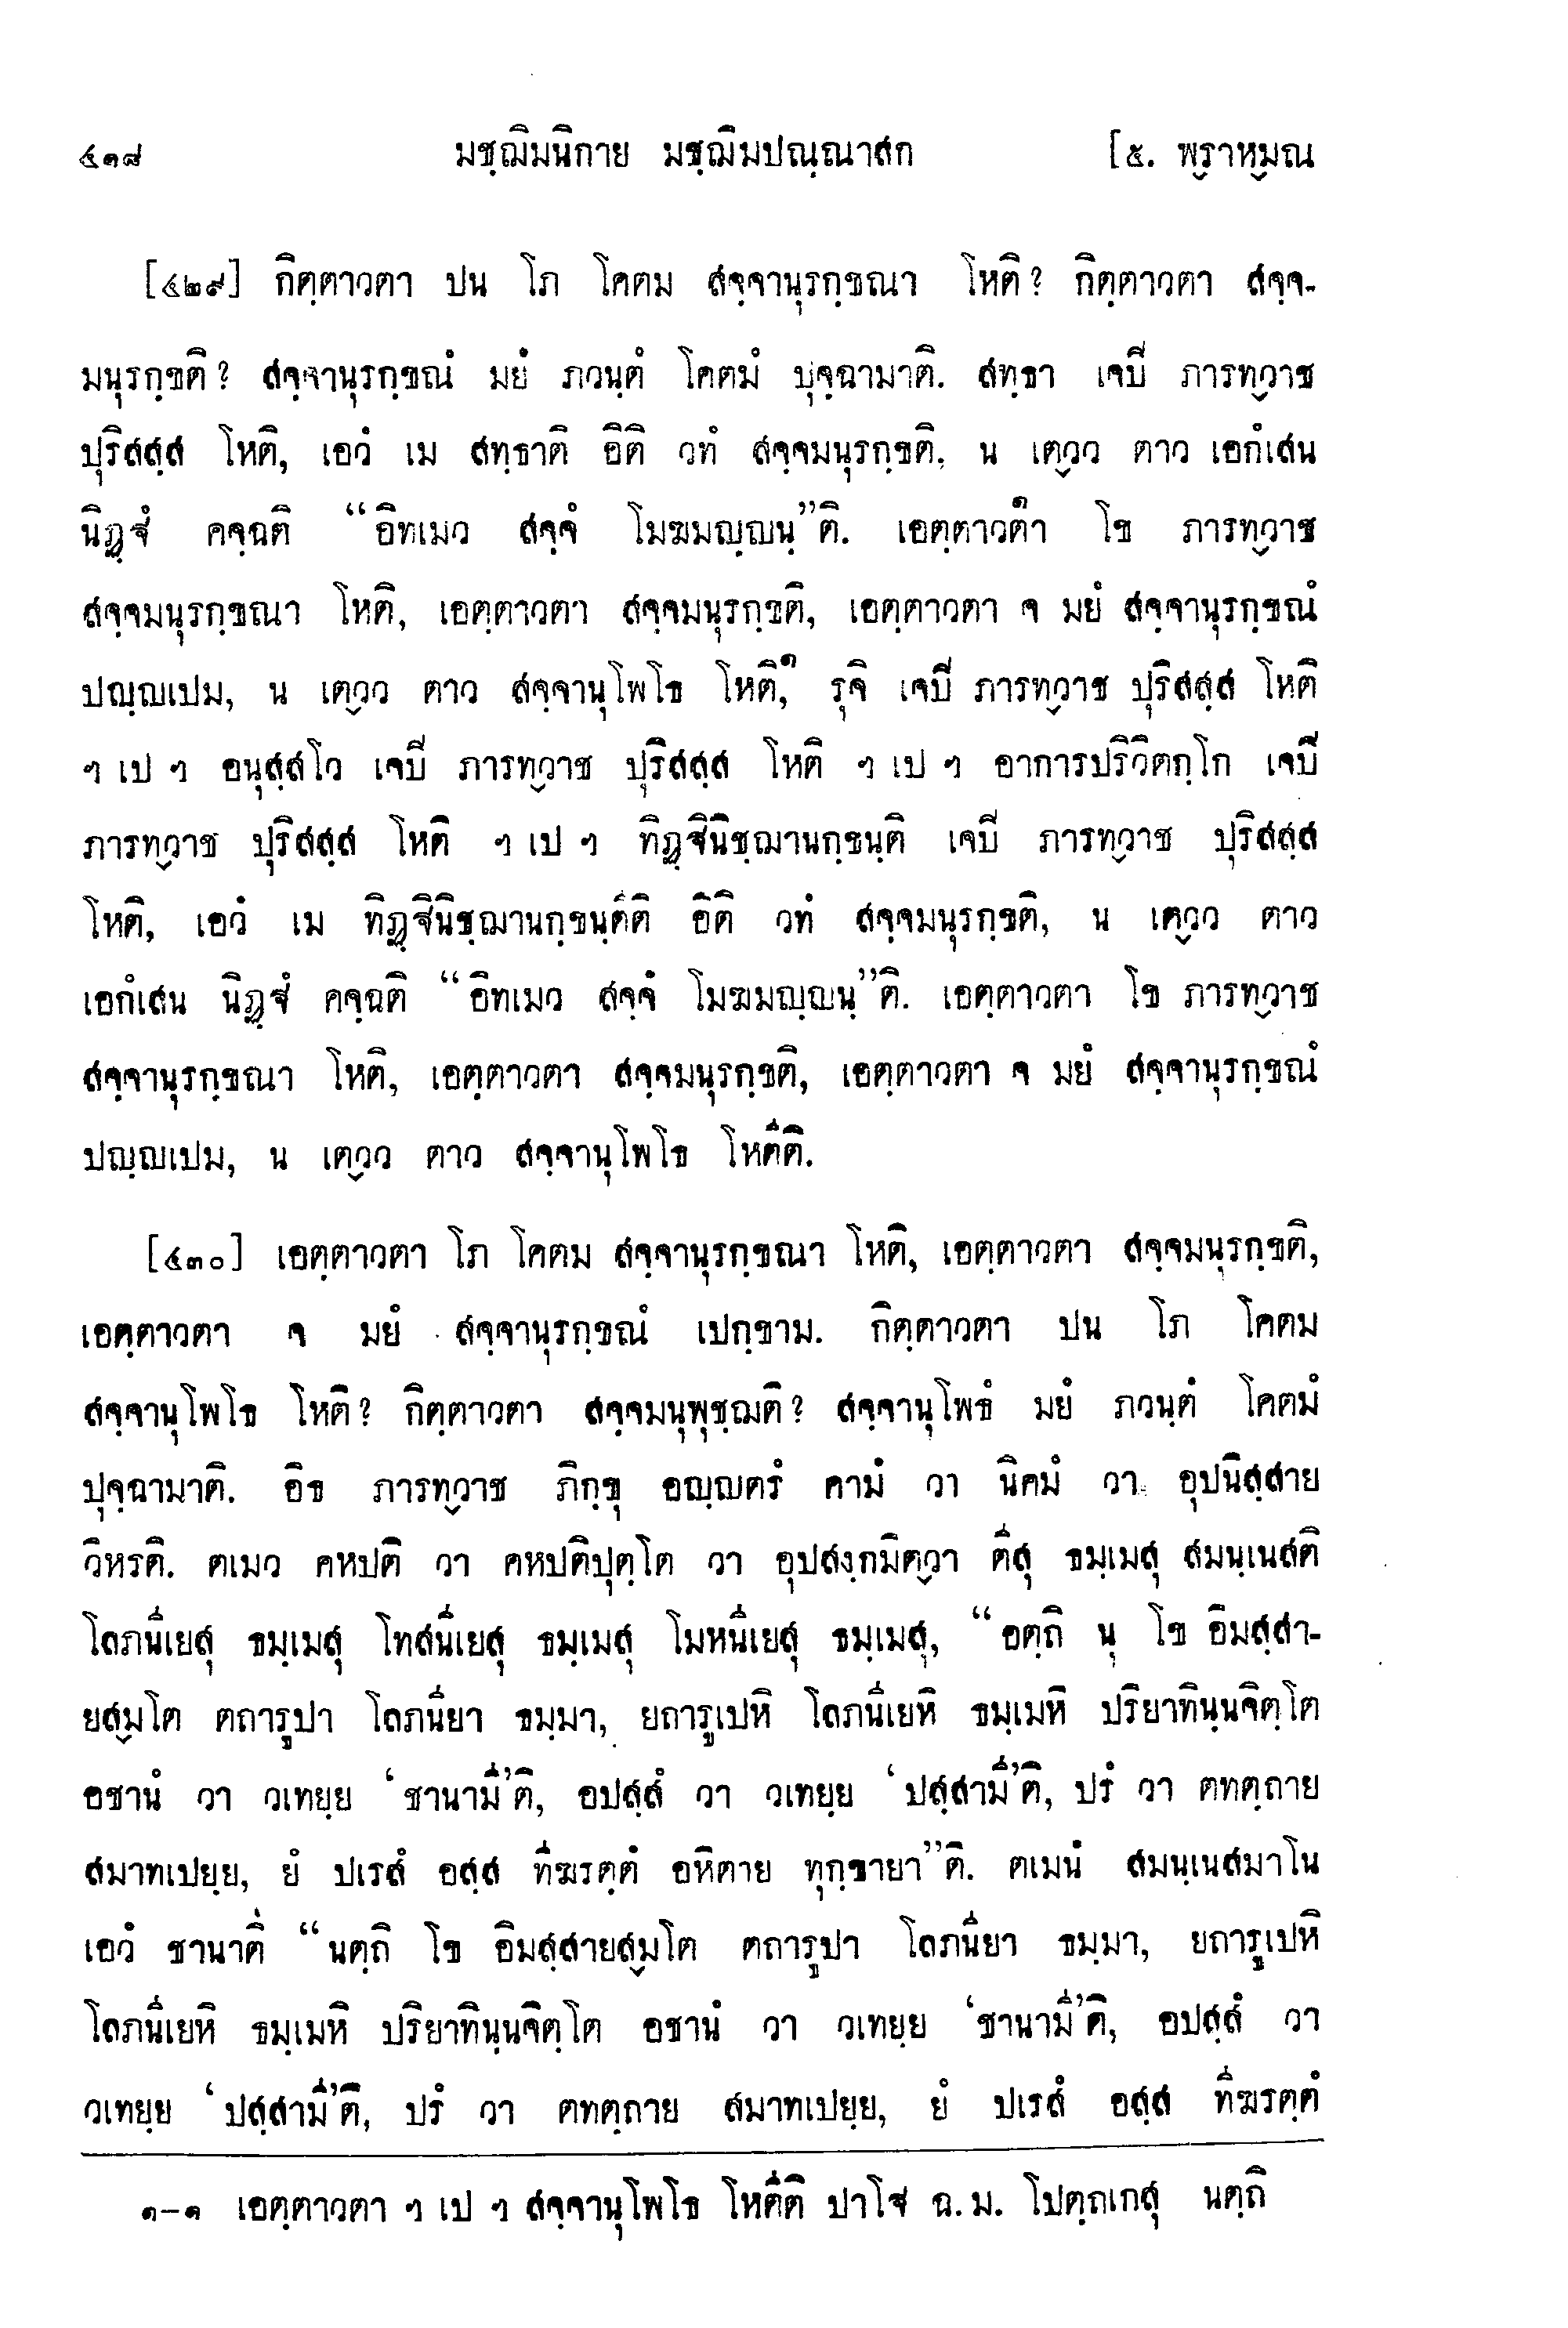 ๔๑๘ มชฺฌิมนิกาย มชฺฌิมปณฺณาสก [๕. พฺราหฺมณ
[๔๒๙] กิตฺตาวตา ปน โภ โคตม สจฺจานุรกฺขณา โหติ? กิตฺตาวตา สจฺจ-
มนุรกฺขติ? สจฺจานุรกฺขณํ มยํ ภวนฺตํ โคตมํ ปุจฺฉามาติ. สทฺธา เจปิ ภารทฺวาช
ปุริสสฺส โหติ, เอวํ เม สทฺธาติ อิติ วทํ สจฺจมนุรกฺขติ, น เตฺวว ตาว เอกํเสน
นิฏฺฐํ คจฺฉติ “อิทเมว สจฺจํ โมฆมญฺญนฺ”ติ. เอตฺตาวตา๑ โข ภารทฺวาช
สจฺจมนุรกฺขณา โหติ, เอตฺตาวตา สจฺจมนุรกฺขติ, เอตฺตาวตา จ มยํ สจฺจานุรกฺขณํ
ปญฺญเปม, น เตฺวว ตาว สจฺจานุโพโธ โหติ,๑ รุจิ เจปิ ภารทฺวาช ปุริสสฺส โหติ
ฯ เป ฯ อนุสฺสโว เจปิ ภารทฺวาช ปุริสสฺส โหติ ฯ เป ฯ อาการปริวิตกฺโก เจปิ
ภารทฺวาช ปุริสสฺส โหติ ฯ เป ฯ ทิฏฺฐินิชฺฌานกฺขนฺติ เจปิ ภารทฺวาช ปุริสสฺส
โหติ, เอวํ เม ทิฏฺฐินิชฺฌานกฺขนฺตีติ อิติ วทํ สจฺจมนุรกฺขติ, น เตฺวว ตาว
เอกํเสน นิฏฺฐํ คจฺฉติ “อิทเมว สจฺจํ โมฆมญฺญนฺ”ติ. เอตฺตาวตา โข ภารทฺวาช
สจฺจานุรกฺขณา โหติ, เอตฺตาวตา สจฺจมนุรกฺขติ, เอตฺตาวตา จ มยํ สจฺจานุรกฺขณํ
ปญฺญเปม, น เตฺวว ตาว สจฺจานุโพโธ โหตีติ.
[๔๓๐] เอตฺตาวตา โภ โคตม สจฺจานุรกฺขณา โหติ, เอตฺตาวตา สจฺจมนุรกฺขติ,
เอตฺตาวตา จ มยํ สจฺจานุรกฺขณํ เปกฺขาม. กิตฺตาวตา ปน โภ โคตม
สจฺจานุโพโธ โหติ? กิตฺตาวตา สจฺจมนุพุชฺฌติ? สจฺจานุโพธํ มยํ ภวนฺตํ โคตมํ
ปุจฺฉามาติ. อิธ ภารทฺวาช ภิกฺขุ อญฺญตรํ คามํ วา นิคมํ วา อุปนิสฺสาย
วิหรติ. ตเมว คหปติ วา คหปติปุตฺโต วา อุปสงฺกมิตฺวา ตีสุ ธมฺเมสุ สมนฺเนสติ
โลภนีเยสุ ธมฺเมสุ โทสนีเยสุ ธมฺเมสุ โมหนีเยสุ ธมฺเมสุ, “อตฺถิ นุ โข อิมสฺสา-
ยสฺมโต ตถารูปา โลภนียา ธมฺมา, ยถารูเปหิ โลภนีเยหิ ธมฺเมหิ ปริยาทินฺนจิตฺโต
อชานํ วา วเทยฺย ‘ชานามี’ติ, อปสฺสํ วา วเทยฺย ‘ปสฺสามี’ติ, ปรํ วา ตทตฺถาย
สมาทเปยฺย, ยํ ปเรสํ อสฺส ทีฆรตฺตํ อหิตาย ทุกฺขายา”ติ. ตเมนํ สมนฺเนสมาโน
เอวํ ชานาติ “นตฺถิ โข อิมสฺสายสฺมโต ตถารูปา โลภนียา ธมฺมา, ยถารูเปหิ
โลภนีเยหิ ธมฺเมหิ ปริยาทินฺนจิตฺโต อชานํ วา วเทยฺย ‘ชานามี’ติ, อปสฺสํ วา
วเทยฺย ‘ปสฺสามี’ติ, ปรํ วา ตทตฺถาย สมาทเปยฺย, ยํ ปเรสํ อสฺส ทีฆรตฺตํ
๑-๑ เอตฺตาวตา ฯ เป ฯ สจฺจานุโพโธ โหตีติ ปาโฐ ฉ.ม. โปตฺถเกสุ นตฺถิ